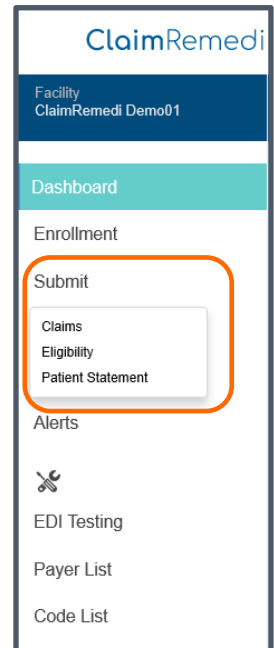 ClaimRemedi
Facility
ClaimRemedi Demo01
Dashboard
Enrollment
Submit
Claims
Eligibility
Patient Statement
Alerts
EDI Testing
Payer List
Code List